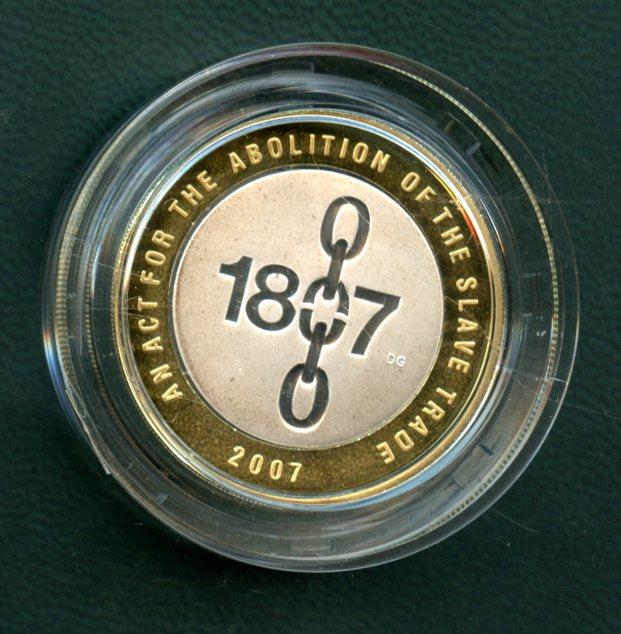 AN ACT FOR THE ABOLITION OF THE SLAVE TRADE
1807
DG
2007